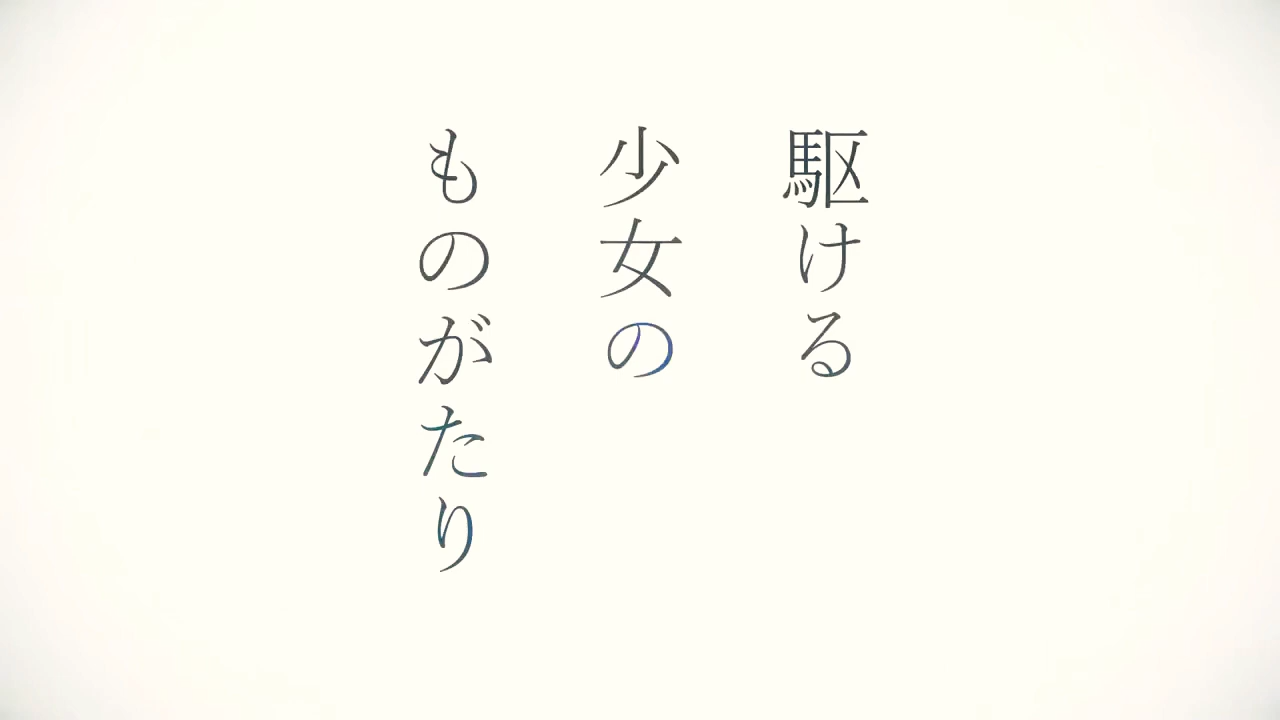 駆ける
少女の
ものがたり